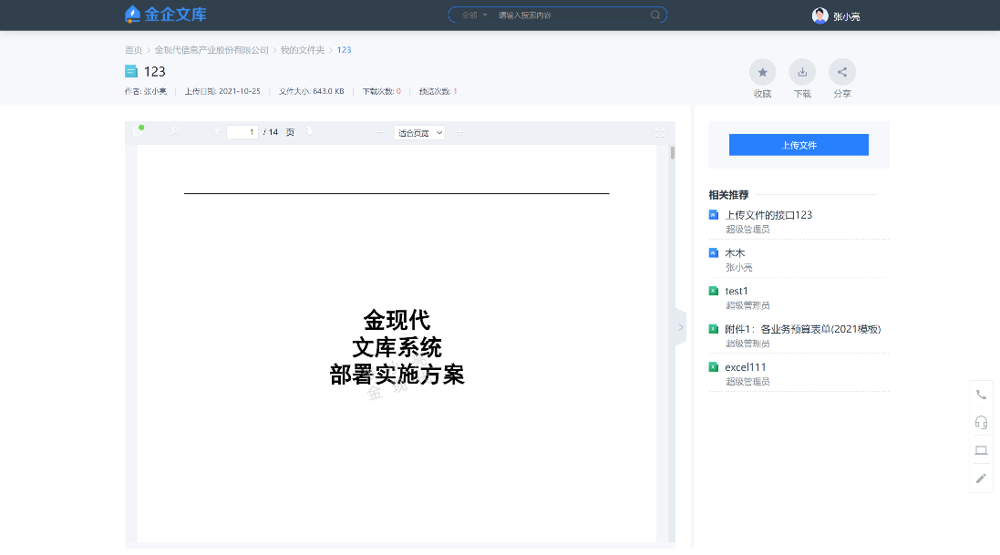 金企文库
全部 请输入搜索内容
张小亮
首页 > 金现代信息产业股份有限公司 > 我的文件夹 > 123
123
作者: 张小亮 | 上传日期: 2021-10-25 | 文件大小: 643.0 KB | 下载次数: 0 | 预览次数: 1
收藏 下载 分享
1 / 14 页 适合页宽
金现代
文库系统
部署实施方案
上传文件
相关推荐
上传文件的接口123
超级管理员
木木
张小亮
test1
超级管理员
附件1：各业务预算表单(2021模板)
超级管理员
excel111
超级管理员